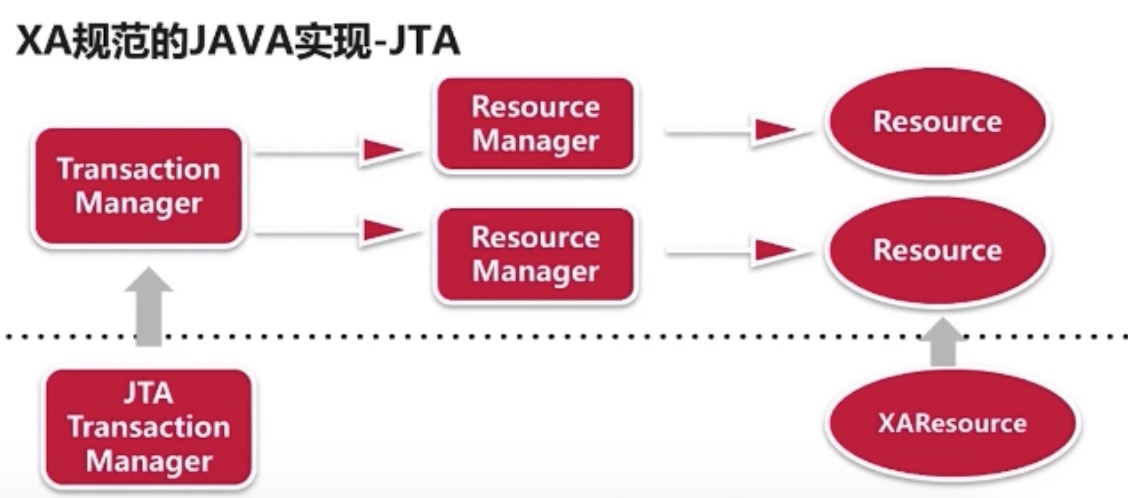 XA规范的JAVA实现-JTA
Resource
Manager
Resource
Transaction
Manager
Resource
Manager
Resource
JTA
Transaction
Manager
XAResource